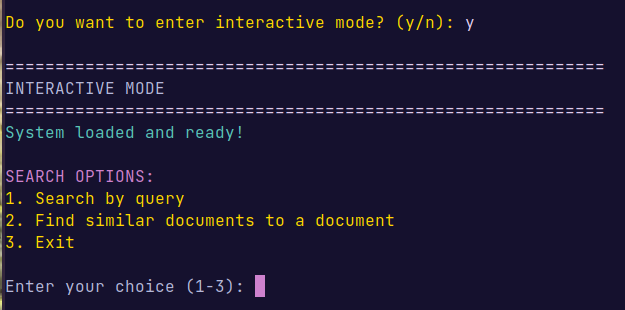 Do you want to enter interactive mode? (y/n): y
============================================================
INTERACTIVE MODE
============================================================
System loaded and ready!
SEARCH OPTIONS:
1. Search by query
2. Find similar documents to a document
3. Exit
Enter your choice (1-3):